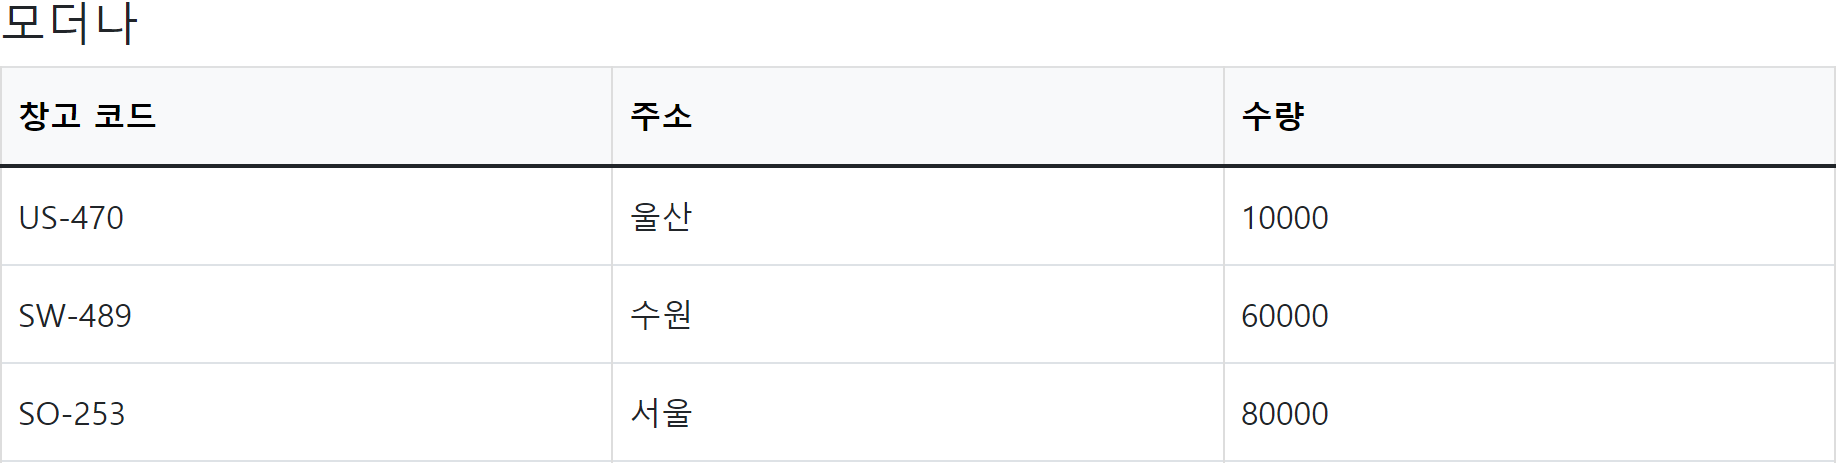 모더나
창고 코드 주소 수량
US-470 울산 10000
SW-489 수원 60000
SO-253 서울 80000